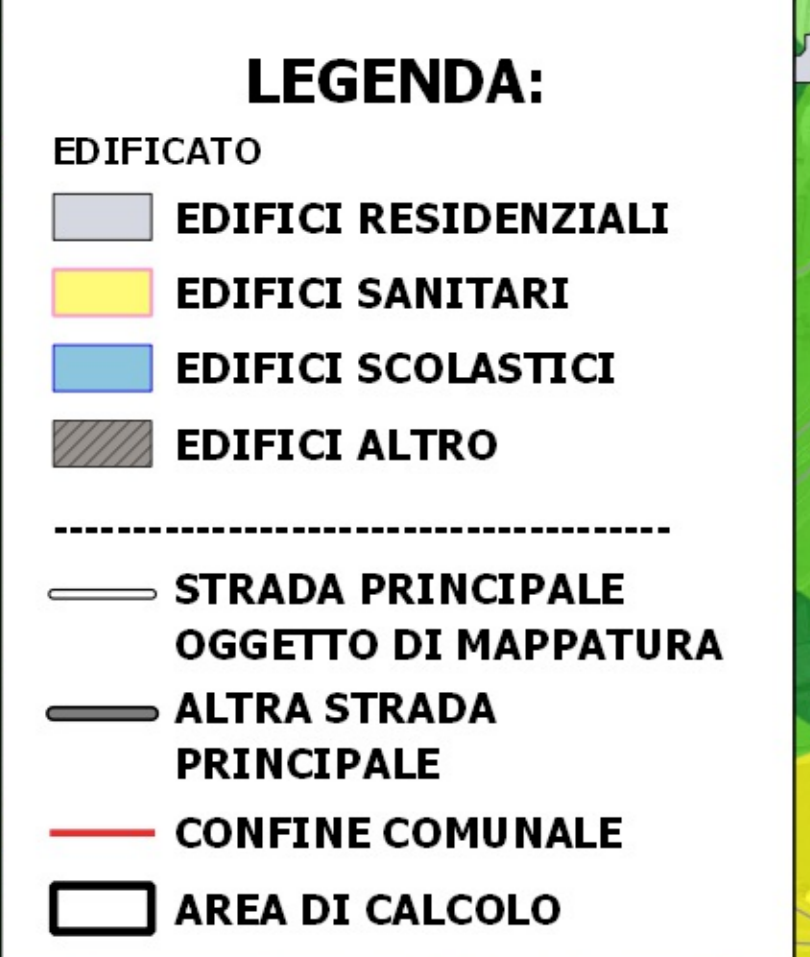 LEGENDA:
EDIFICATO
EDIFICI RESIDENZIALI
EDIFICI SANITARI
EDIFICI SCOLASTICI
EDIFICI ALTRO
---------------------------------------
STRADA PRINCIPALE
OGGETTO DI MAPPATURA
ALTRA STRADA
PRINCIPALE
CONFINE COMUNALE
AREA DI CALCOLO